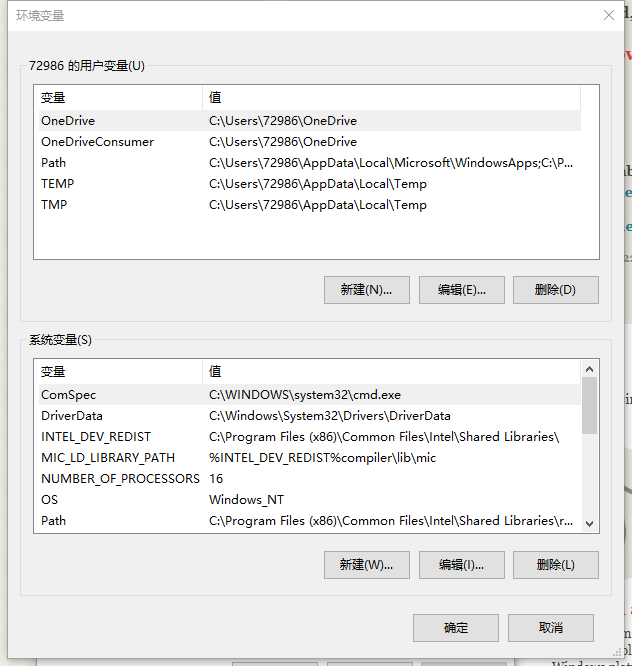 环境变量
72986 的用户变量(U)
变量 值
OneDrive C:\Users\72986\OneDrive
OneDriveConsumer C:\Users\72986\OneDrive
Path C:\Users\72986\AppData\Local\Microsoft\WindowsApps;C:\P...
TEMP C:\Users\72986\AppData\Local\Temp
TMP C:\Users\72986\AppData\Local\Temp
新建(N)... 编辑(E)... 删除(D)
系统变量(S)
变量 值
ComSpec C:\WINDOWS\system32\cmd.exe
DriverData C:\Windows\System32\Drivers\DriverData
INTEL_DEV_REDIST C:\Program Files (x86)\Common Files\Intel\Shared Libraries\
MIC_LD_LIBRARY_PATH %INTEL_DEV_REDIST%compiler\lib\mic
NUMBER_OF_PROCESSORS 16
OS Windows_NT
Path C:\Program Files (x86)\Common Files\Intel\Shared Libraries\r...
新建(W)... 编辑(I)... 删除(L)
确定 取消